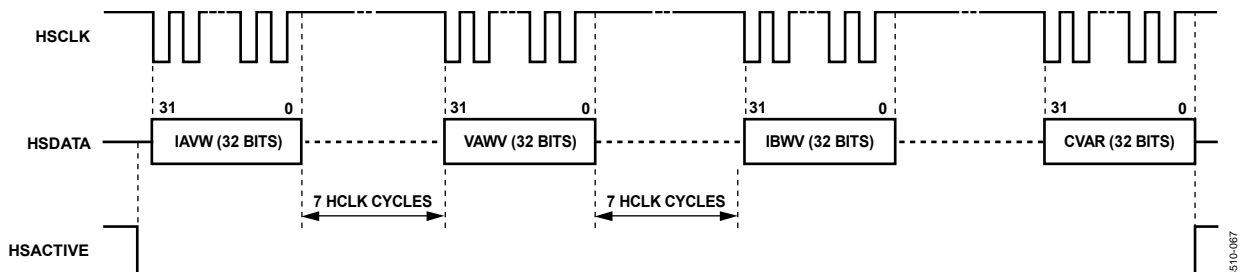 HSCLK
31 0 31 0 31 0 31 0
HSDATA IAVW (32 BITS) VAWV (32 BITS) IBWV (32 BITS) CVAR (32 BITS)
7 HCLK CYCLES 7 HCLK CYCLES
HSACTIVE
510-067